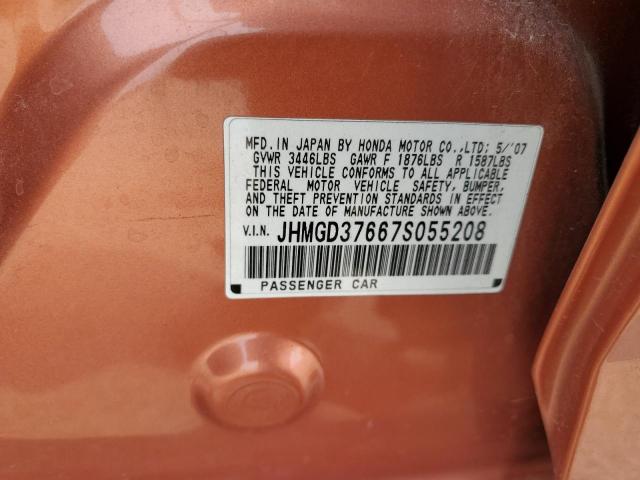 MFD.IN JAPAN BY HONDA MOTOR CO.,LTD; 5/'07
GVWR 3446LBS GAWR F 1876LBS R 1587LBS
THIS VEHICLE CONFORMS TO ALL APPLICABLE
FEDERAL MOTOR VEHICLE SAFETY, BUMPER,
AND THEFT PREVENTION STANDARDS IN EFFECT
ON THE DATE OF MANUFACTURE SHOWN ABOVE.
V.I.N. JHMGD37667S055208
PASSENGER CAR